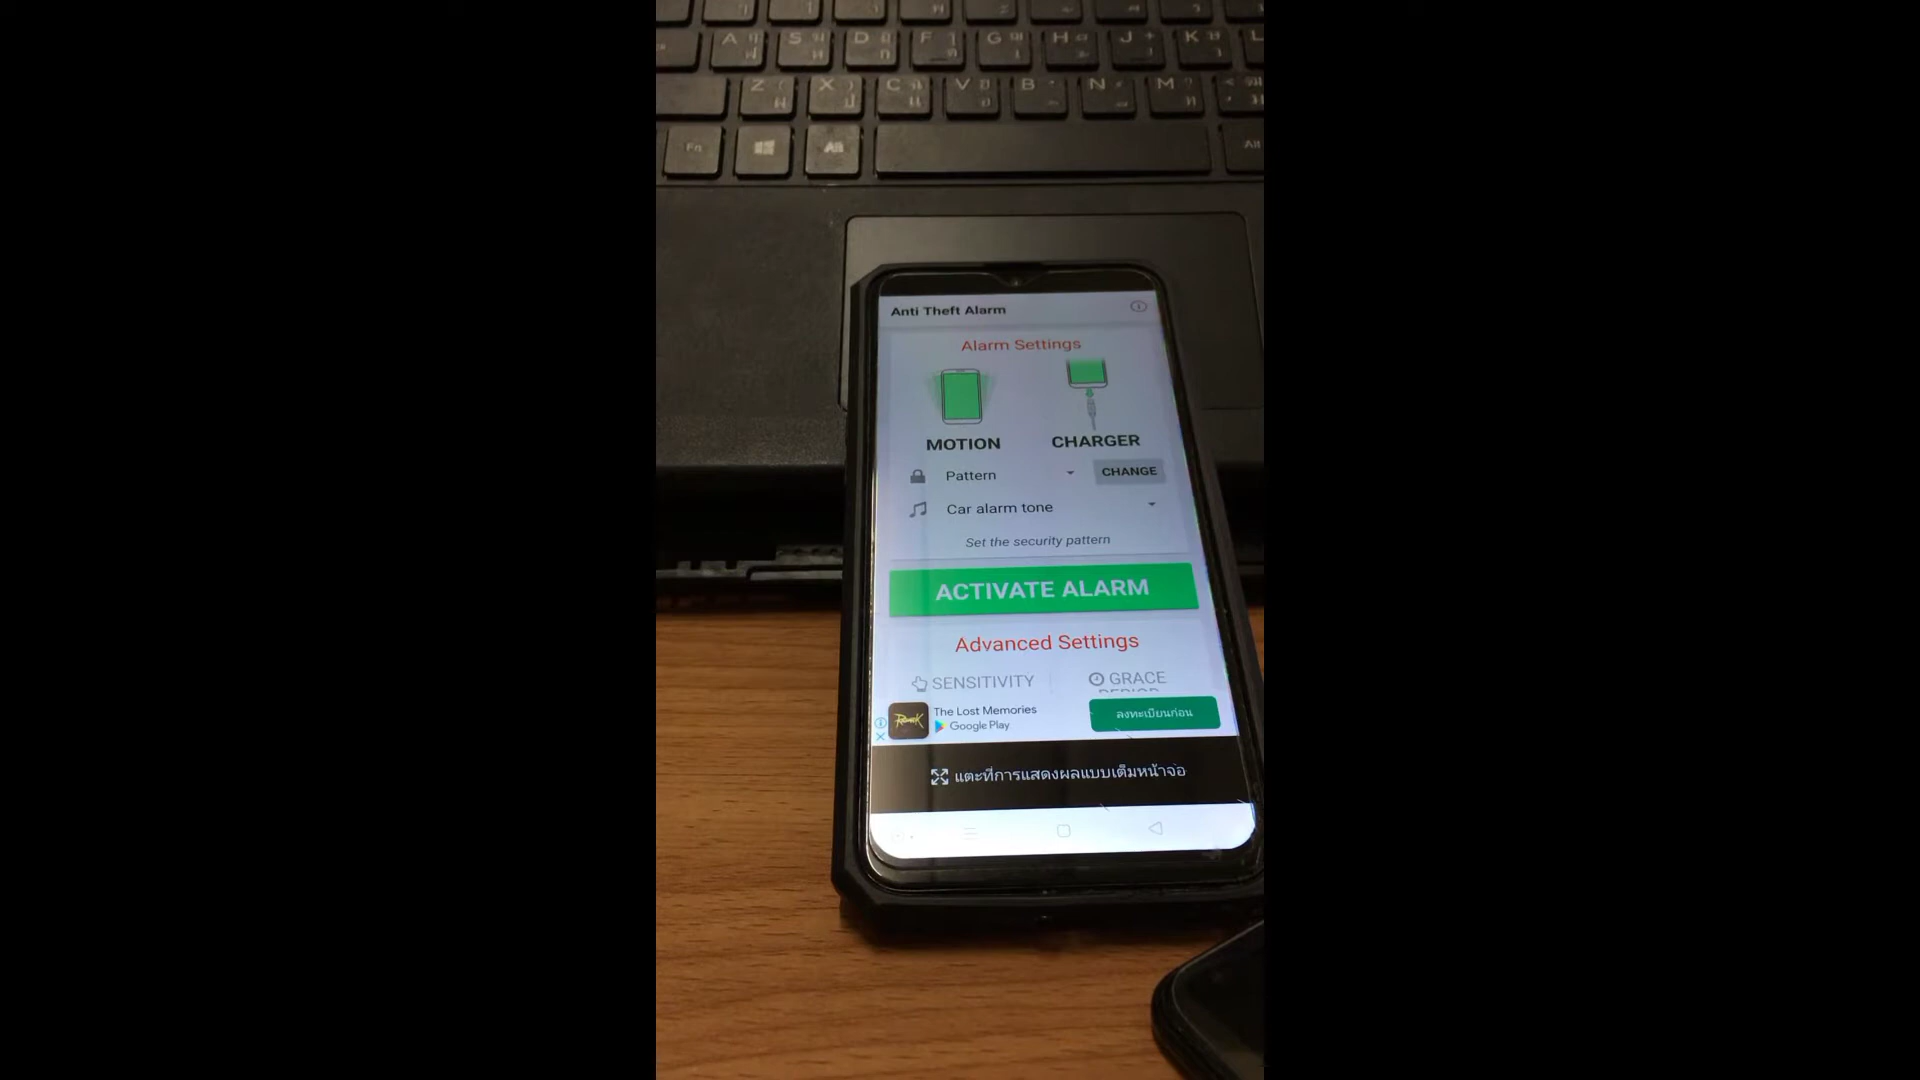 A S D F G H J K L
Z X C V B N M
Fn Alt Alt
Anti Theft Alarm
Alarm Settings
MOTION CHARGER
Pattern CHANGE
Car alarm tone
Set the security pattern
ACTIVATE ALARM
Advanced Settings
SENSITIVITY GRACE
PERIOD
The Lost Memories
Google Play
ลงทะเบียนก่อน
แตะที่การแสดงผลแบบเต็มหน้าจอ